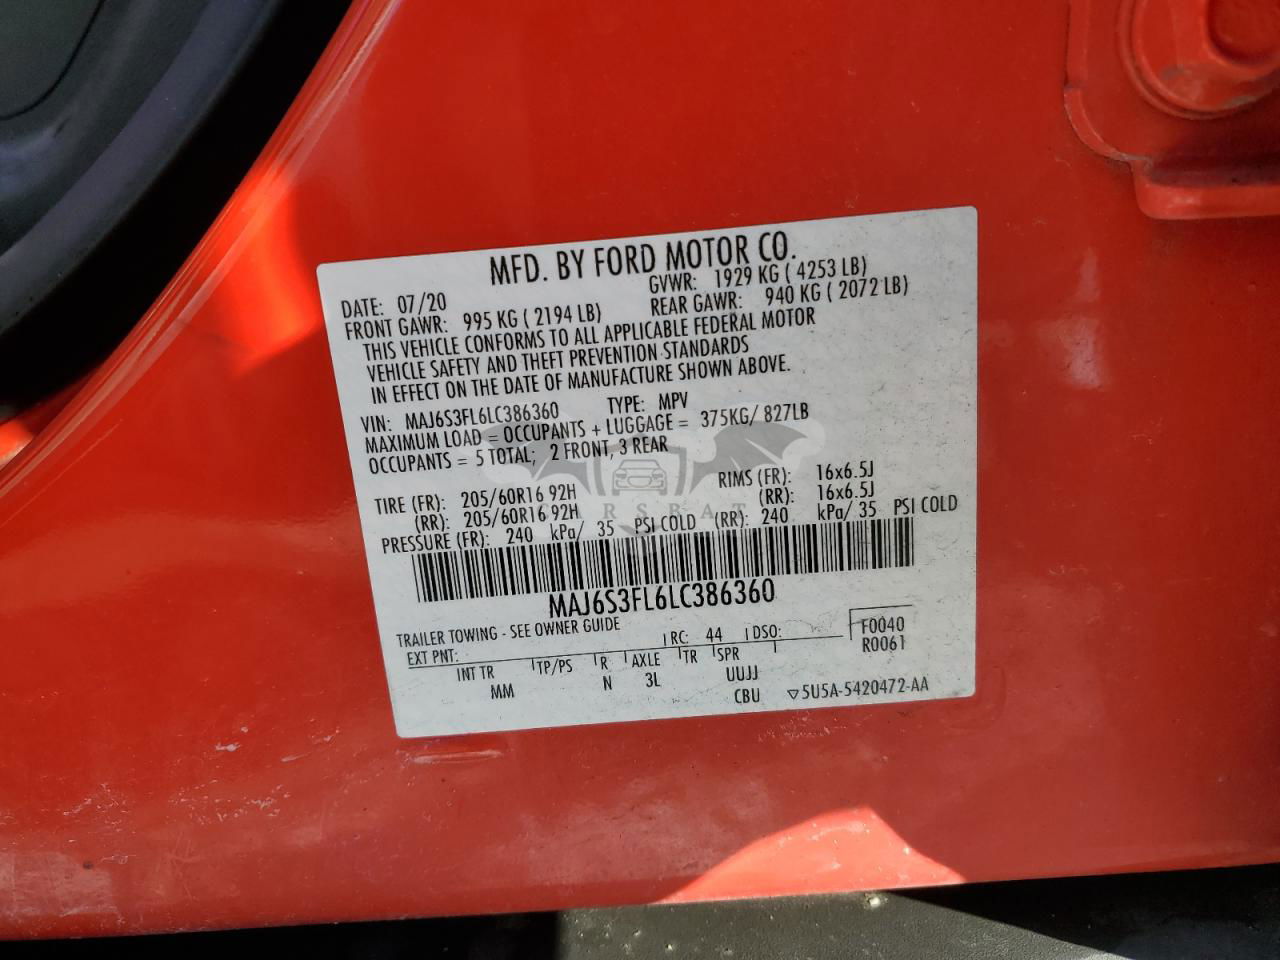 MFD. BY FORD MOTOR CO.
DATE: 07/20 GVWR: 1929 KG ( 4253 LB)
FRONT GAWR: 995 KG ( 2194 LB) REAR GAWR: 940 KG ( 2072 LB)
THIS VEHICLE CONFORMS TO ALL APPLICABLE FEDERAL MOTOR
VEHICLE SAFETY AND THEFT PREVENTION STANDARDS
IN EFFECT ON THE DATE OF MANUFACTURE SHOWN ABOVE.
VIN: MAJ6S3FL6LC386360 TYPE: MPV
MAXIMUM LOAD = OCCUPANTS + LUGGAGE = 375KG/ 827LB
OCCUPANTS = 5 TOTAL; 2 FRONT, 3 REAR
CARSBAT
TIRE (FR): 205/60R16 92H RIMS (FR): 16x6.5J
(RR): 205/60R16 92H (RR): 16x6.5J
PRESSURE (FR): 240 kPa/ 35 PSI COLD (RR): 240 kPa/ 35 PSI COLD
MAJ6S3FL6LC386360
TRAILER TOWING - SEE OWNER GUIDE
EXT PNT: RC: 44 DSO: F0040
R0061
INT TR TP/PS R AXLE TR SPR
MM N 3L UUJJ
CBU ▽5U5A-5420472-AA